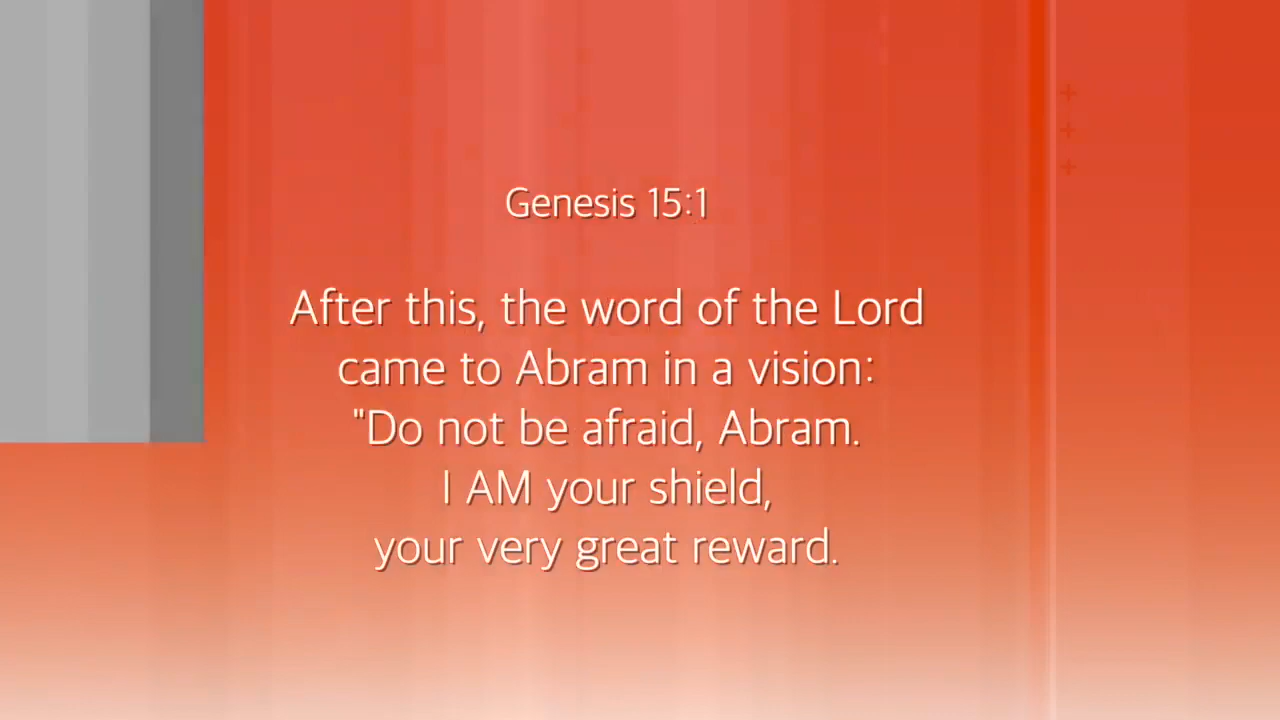 Genesis 15:1
After this, the word of the Lord
came to Abram in a vision:
"Do not be afraid, Abram.
I AM your shield,
your very great reward.